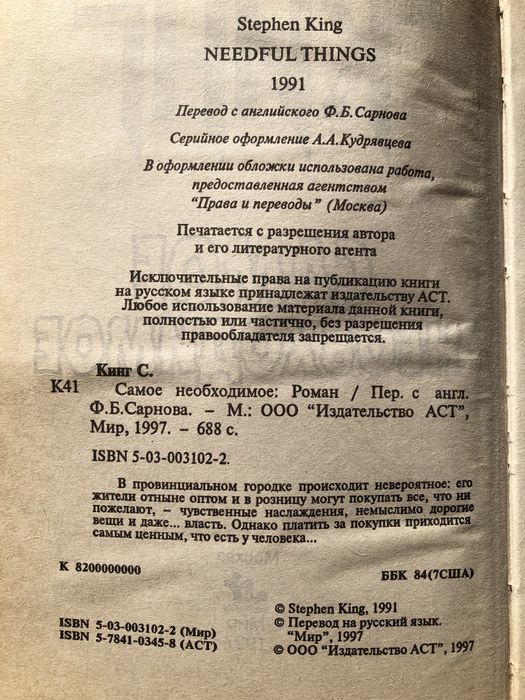 Stephen King
NEEDFUL THINGS
1991
Перевод с английского Ф.Б.Сарнова
Серийное оформление А.А.Кудрявцева
В оформлении обложки использована работа,
предоставленная агентством
“Права и переводы” (Москва)
Печатается с разрешения автора
и его литературного агента
Исключительные права на публикацию книги
на русском языке принадлежат издательству АСТ.
Любое использование материала данной книги,
полностью или частично, без разрешения
правообладателя запрещается.
Кинг С.
К41 Самое необходимое: Роман / Пер. с англ.
Ф.Б.Сарнова. – М.: ООО “Издательство АСТ”,
Мир, 1997. – 688 с.
ISBN 5-03-003102-2.
В провинциальном городке происходит невероятное: его
жители отныне оптом и в розницу могут покупать все, что ни
пожелают, – чувственные наслаждения, немыслимо дорогие
вещи и даже... власть. Однако платить за покупки приходится
самым ценным, что есть у человека...
К 8200000000 ББК 84(7США)
ISBN 5-03-003102-2 (Мир)
ISBN 5-7841-0345-8 (АСТ)
© Stephen King, 1991
© Перевод на русский язык.
“Мир”, 1997
© ООО “Издательство АСТ”, 1997